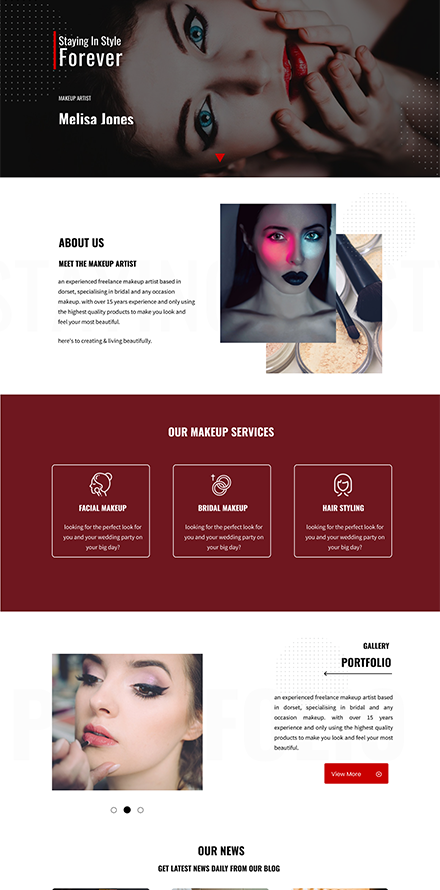 Staying In Style
Forever
MAKEUP ARTIST
Melisa Jones
ABOUT US
MEET THE MAKEUP ARTIST
an experienced freelance makeup artist based in
dorset, specialising in bridal and any occasion
makeup. with over 15 years experience and only using
the highest quality products to make you look and
feel your most beautiful.
here's to creating & living beautifully.
OUR MAKEUP SERVICES
FACIAL MAKEUP
looking for the perfect look for
you and your wedding party on
your big day?
BRIDAL MAKEUP
looking for the perfect look for
you and your wedding party on
your big day?
HAIR STYLING
looking for the perfect look for
you and your wedding party on
your big day?
GALLERY
PORTFOLIO
an experienced freelance makeup artist based
in dorset, specialising in bridal and any
occasion makeup. with over 15 years
experience and only using the highest quality
products to make you look and feel your most
beautiful.
View More
OUR NEWS
GET LATEST NEWS DAILY FROM OUR BLOG